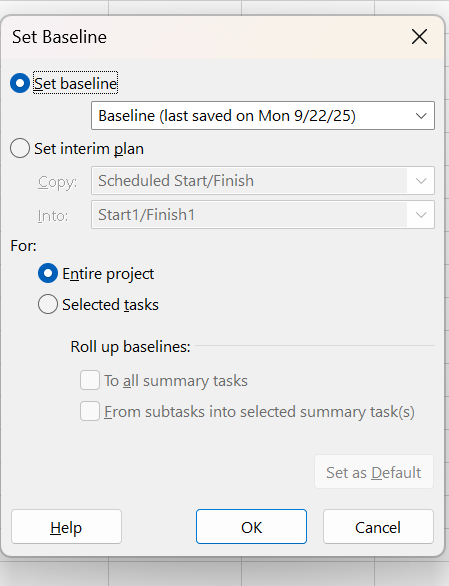 Set Baseline
Set baseline
Baseline (last saved on Mon 9/22/25)
Set interim plan
Copy: Scheduled Start/Finish
Into: Start1/Finish1
For:
Entire project
Selected tasks
Roll up baselines:
To all summary tasks
From subtasks into selected summary task(s)
Set as Default
Help OK Cancel